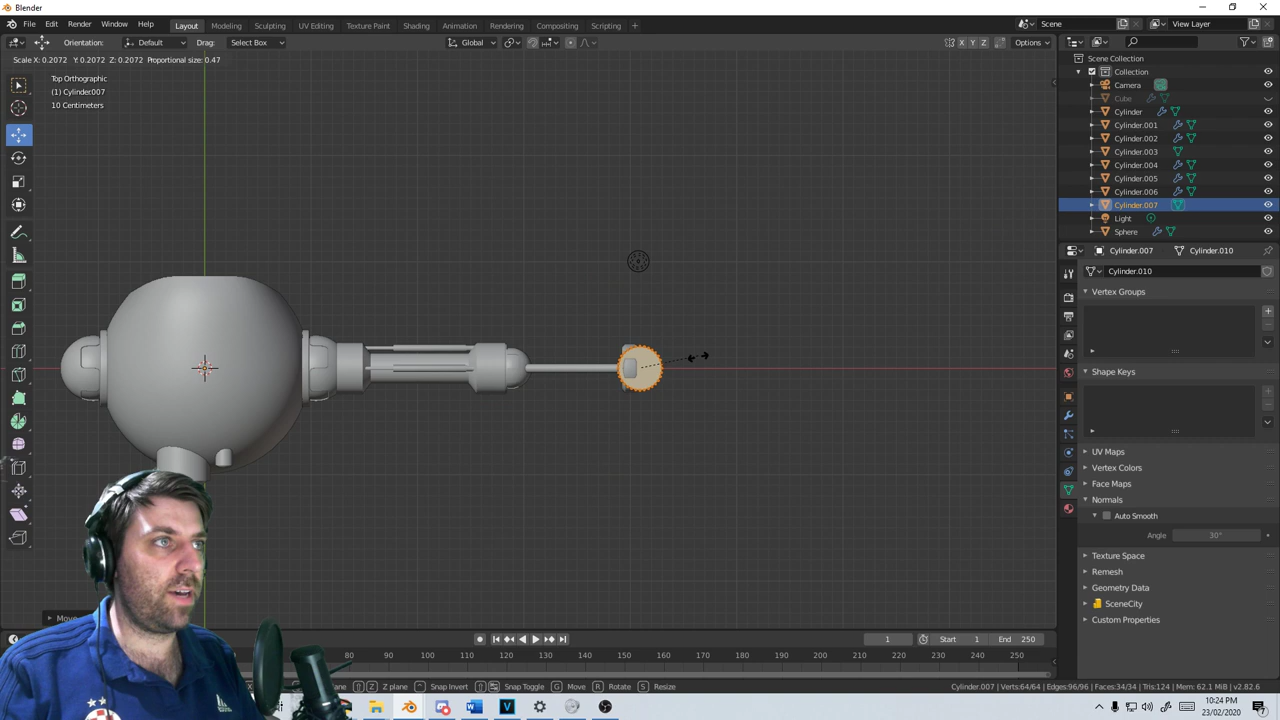 Blender
File Edit Render Window Help Layout Modeling Sculpting UV Editing Texture Paint Shading Animation Rendering Compositing Scripting Scene View Layer
Orientation: Default Drag: Select Box Global X Y Z Options
Scale X: 0.2072 Y: 0.2072 Z: 0.2072 Proportional size: 0.47
Top Orthographic
(1) Cylinder.007
10 Centimeters
Scene Collection
Collection
Camera
Cube
Cylinder
Cylinder.001
Cylinder.002
Cylinder.003
Cylinder.004
Cylinder.005
Cylinder.006
Cylinder.007
Light
Sphere
Cylinder.007 Cylinder.010
Cylinder.010
Vertex Groups
Shape Keys
UV Maps
Vertex Colors
Face Maps
Normals
Auto Smooth
Angle 30°
Texture Space
Remesh
Geometry Data
SceneCity
Custom Properties
Move
1 Start 1 End 250
80 90 100 110 120 130 140 150 160 170 180 190 200 210 220 230 240 250
plane Z plane Snap Invert Snap Toggle G Move R Rotate S Resize Cylinder.007 | Verts:64/64 | Edges:96/96 | Faces:34/34 | Tris:124 | Mem: 62.1 MiB | v2.82.6
10:24 PM
23/02/2020